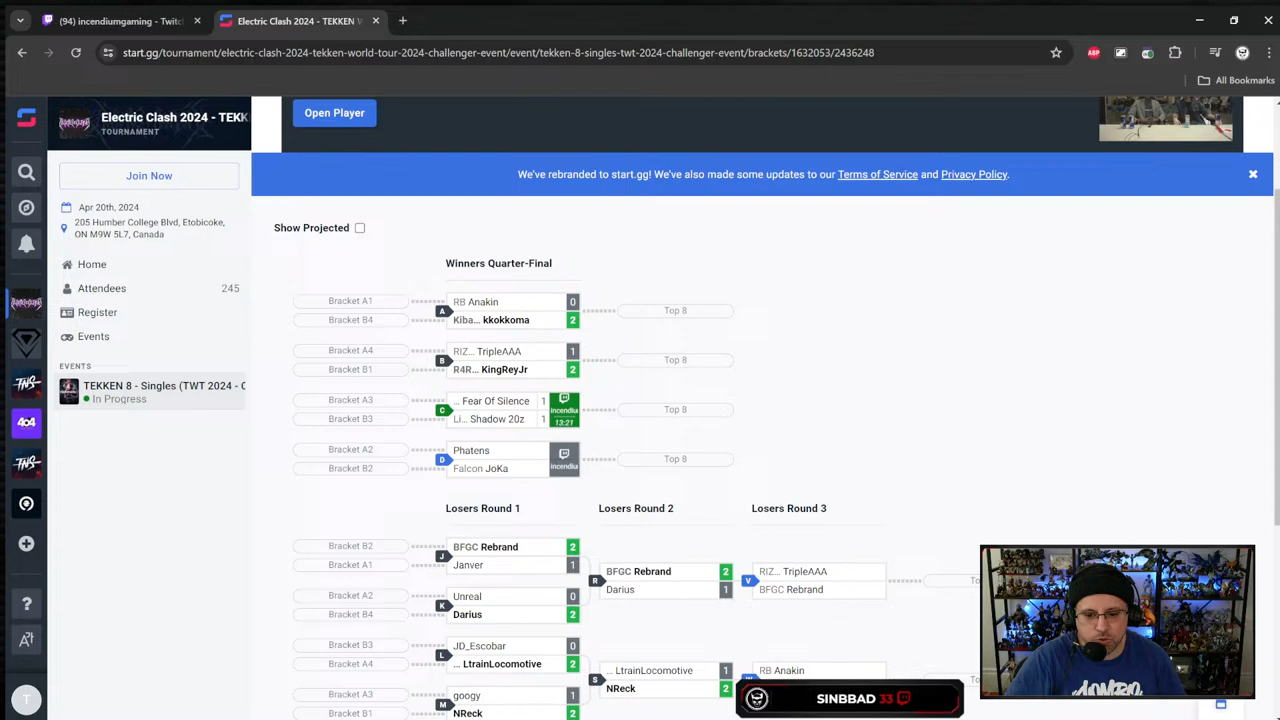 (94) incendiumgaming - Twitc
Electric Clash 2024 - TEKKEN W
start.gg/tournament/electric-clash-2024-tekken-world-tour-2024-challenger-event/event/tekken-8-singles-twt-2024-challenger-event/brackets/1632053/2436248
ABP
All Bookmarks
Electric Clash 2024 - TEKK
TOURNAMENT
Open Player
Join Now
We've rebranded to start.gg! We've also made some updates to our Terms of Service and Privacy Policy.
Apr 20th, 2024
205 Humber College Blvd, Etobicoke,
ON M9W 5L7, Canada
Home
Attendees 245
Register
Events
EVENTS
TEKKEN 8 - Singles (TWT 2024 - C
In Progress
Show Projected
Winners Quarter-Final
Bracket A1 RB Anakin 0
A Top 8
Bracket B4 Kiba... kkokkoma 2
Bracket A4 RIZ... TripleAAA 1
B Top 8
Bracket B1 R4R... KingReyJr 2
Bracket A3 ... Fear Of Silence 1
C Incendiu Top 8
Bracket B3 Li... Shadow 20z 1 13:21
Bracket A2 Phatens
D Incendiu Top 8
Bracket B2 Falcon JoKa
Losers Round 1 Losers Round 2 Losers Round 3
Bracket B2 BFGC Rebrand 2
J
Bracket A1 Janver 1
BFGC Rebrand 2 RIZ... TripleAAA
R V To
Darius 1 BFGC Rebrand
Bracket A2 Unreal 0
K
Bracket B4 Darius 2
Bracket B3 JD_Escobar 0
L
Bracket A4 ... LtrainLocomotive 2
... LtrainLocomotive 1 RB Anakin
S
NReck 2
Bracket A3 googy 1
M
Bracket B1 NReck 2
SINEBAD 33
T